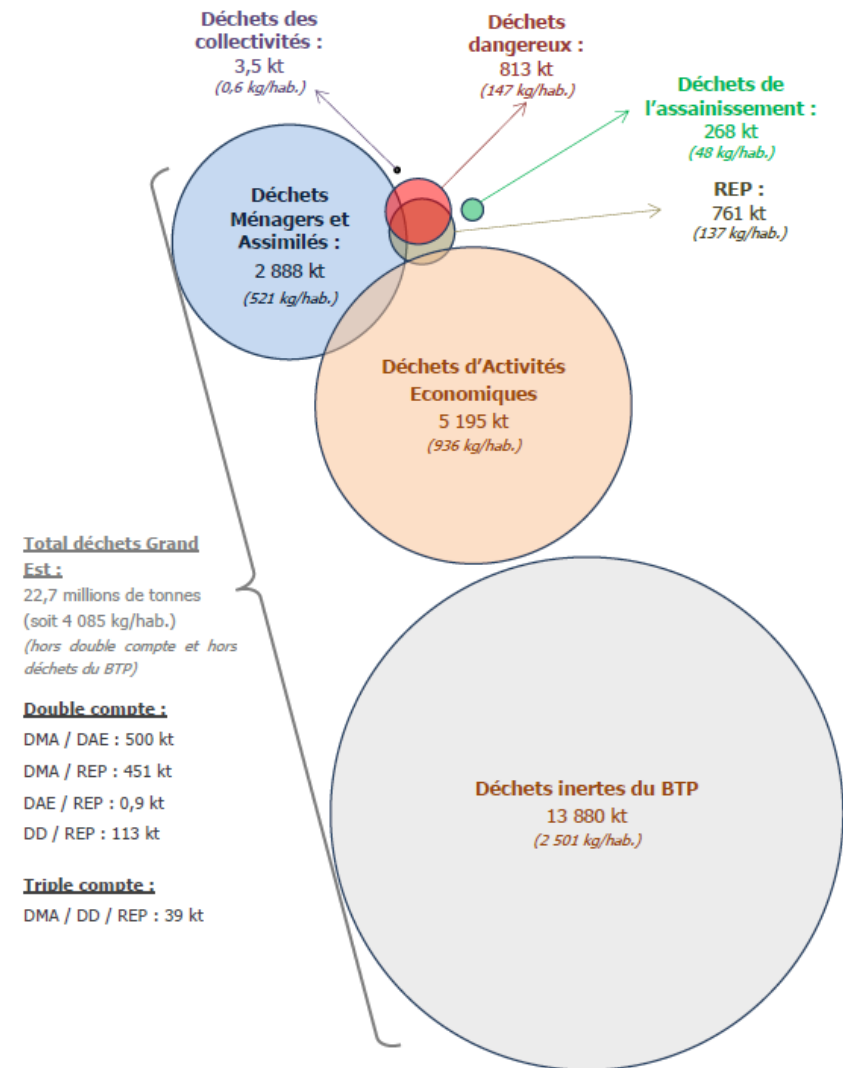 Déchets des
collectivités :
3,5 kt
(0,6 kg/hab.)
Déchets
dangereux :
813 kt
(147 kg/hab.)
Déchets de
l'assainissement :
268 kt
(48 kg/hab.)
REP :
761 kt
(137 kg/hab.)
Déchets
Ménagers et
Assimilés :
2 888 kt
(521 kg/hab.)
Déchets d'Activités
Economiques
5 195 kt
(936 kg/hab.)
Total déchets Grand
Est :
22,7 millions de tonnes
(soit 4 085 kg/hab.)
(hors double compte et hors
déchets du BTP)
Double compte :
DMA / DAE : 500 kt
DMA / REP : 451 kt
DAE / REP : 0,9 kt
DD / REP : 113 kt
Triple compte :
DMA / DD / REP : 39 kt
Déchets inertes du BTP
13 880 kt
(2 501 kg/hab.)